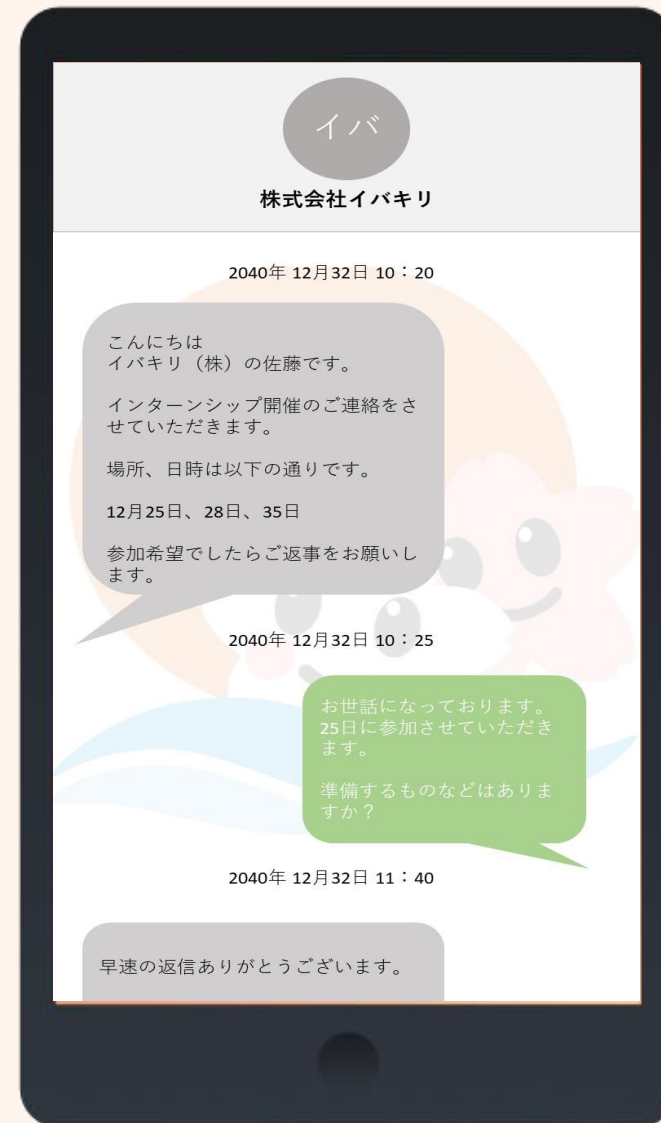 イバ
株式会社イバキリ
2040年 12月32日 10：20
こんにちは
イバキリ（株）の佐藤です。
インターンシップ開催のご連絡をさ
せていただきます。
場所、日時は以下の通りです。
12月25日、28日、35日
参加希望でしたらご返事をお願いし
ます。
2040年 12月32日 10：25
お世話になっております。
25日に参加させていただき
ます。
準備するものなどはありま
すか？
2040年 12月32日 11：40
早速の返信ありがとうございます。